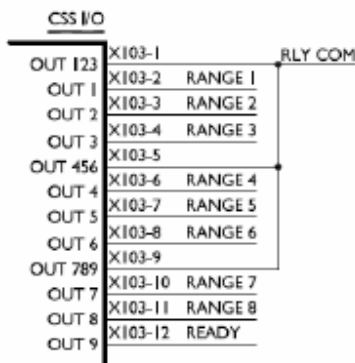 CSS I/O
OUT 123 X103-1 RLY COM
OUT 1 X103-2 RANGE 1
OUT 2 X103-3 RANGE 2
OUT 3 X103-4 RANGE 3
OUT 456 X103-5
OUT 4 X103-6 RANGE 4
OUT 5 X103-7 RANGE 5
OUT 6 X103-8 RANGE 6
OUT 789 X103-9
OUT 7 X103-10 RANGE 7
OUT 8 X103-11 RANGE 8
OUT 9 X103-12 READY